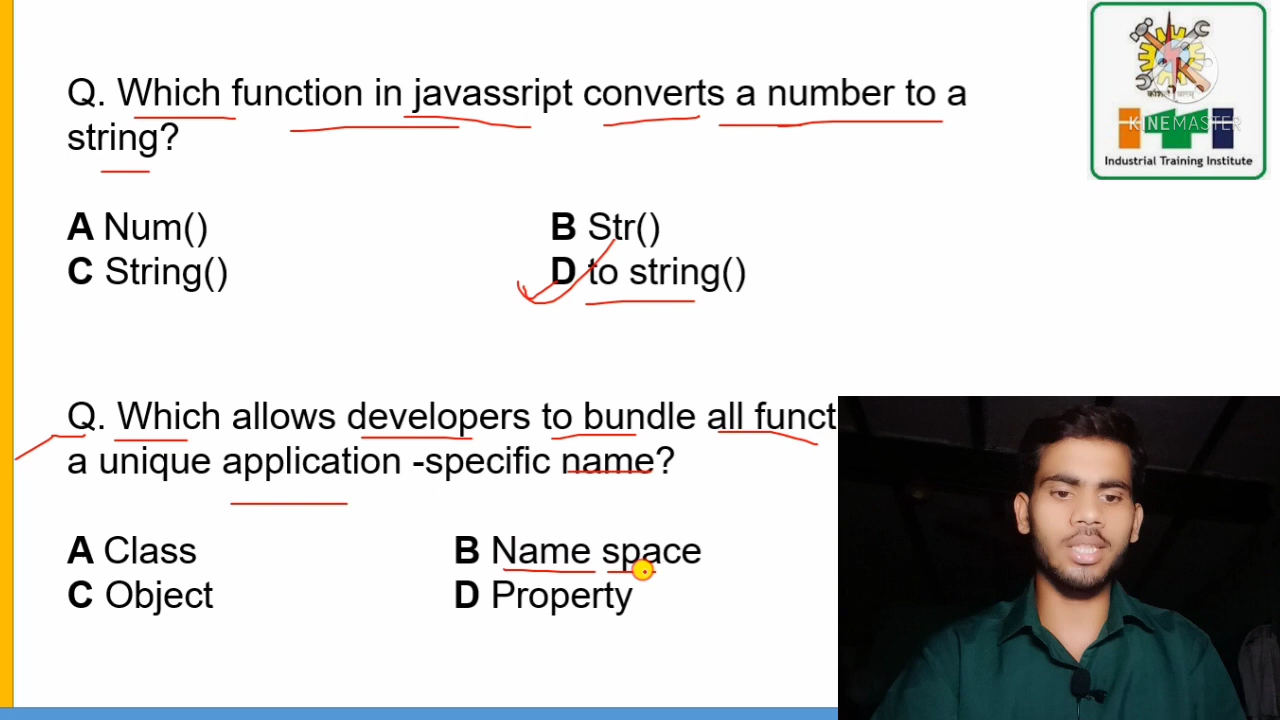 Q. Which function in javassript converts a number to a
string?
A Num() B Str()
C String() D to string()
Q. Which allows developers to bundle all funct
a unique application -specific name?
A Class B Name space
C Object D Property
KINEMASTER
Industrial Training Institute